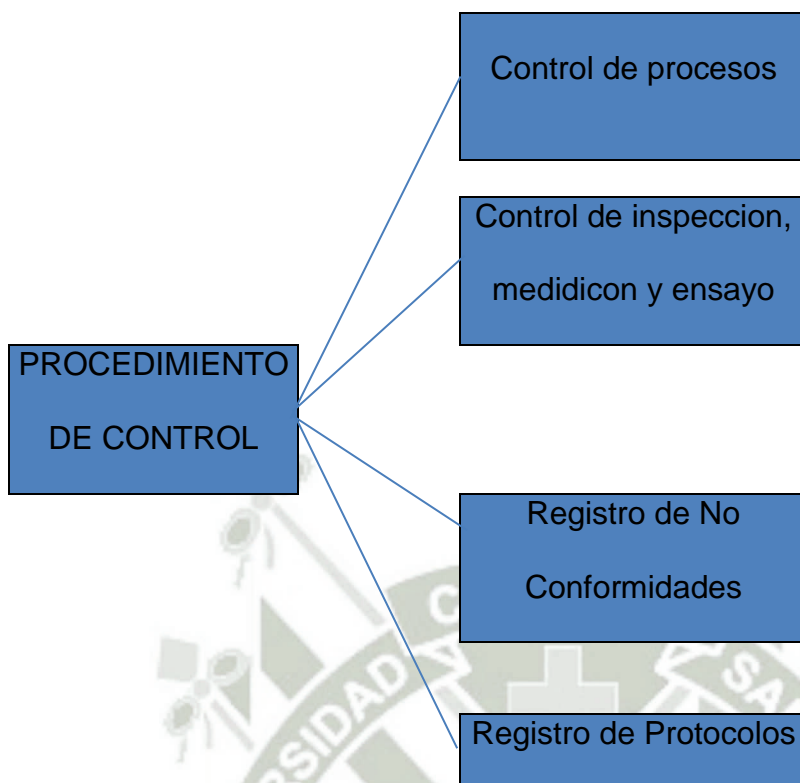 Control de procesos
Control de inspeccion,
medidicon y ensayo
PROCEDIMIENTO
DE CONTROL
Registro de No
Conformidades
Registro de Protocolos